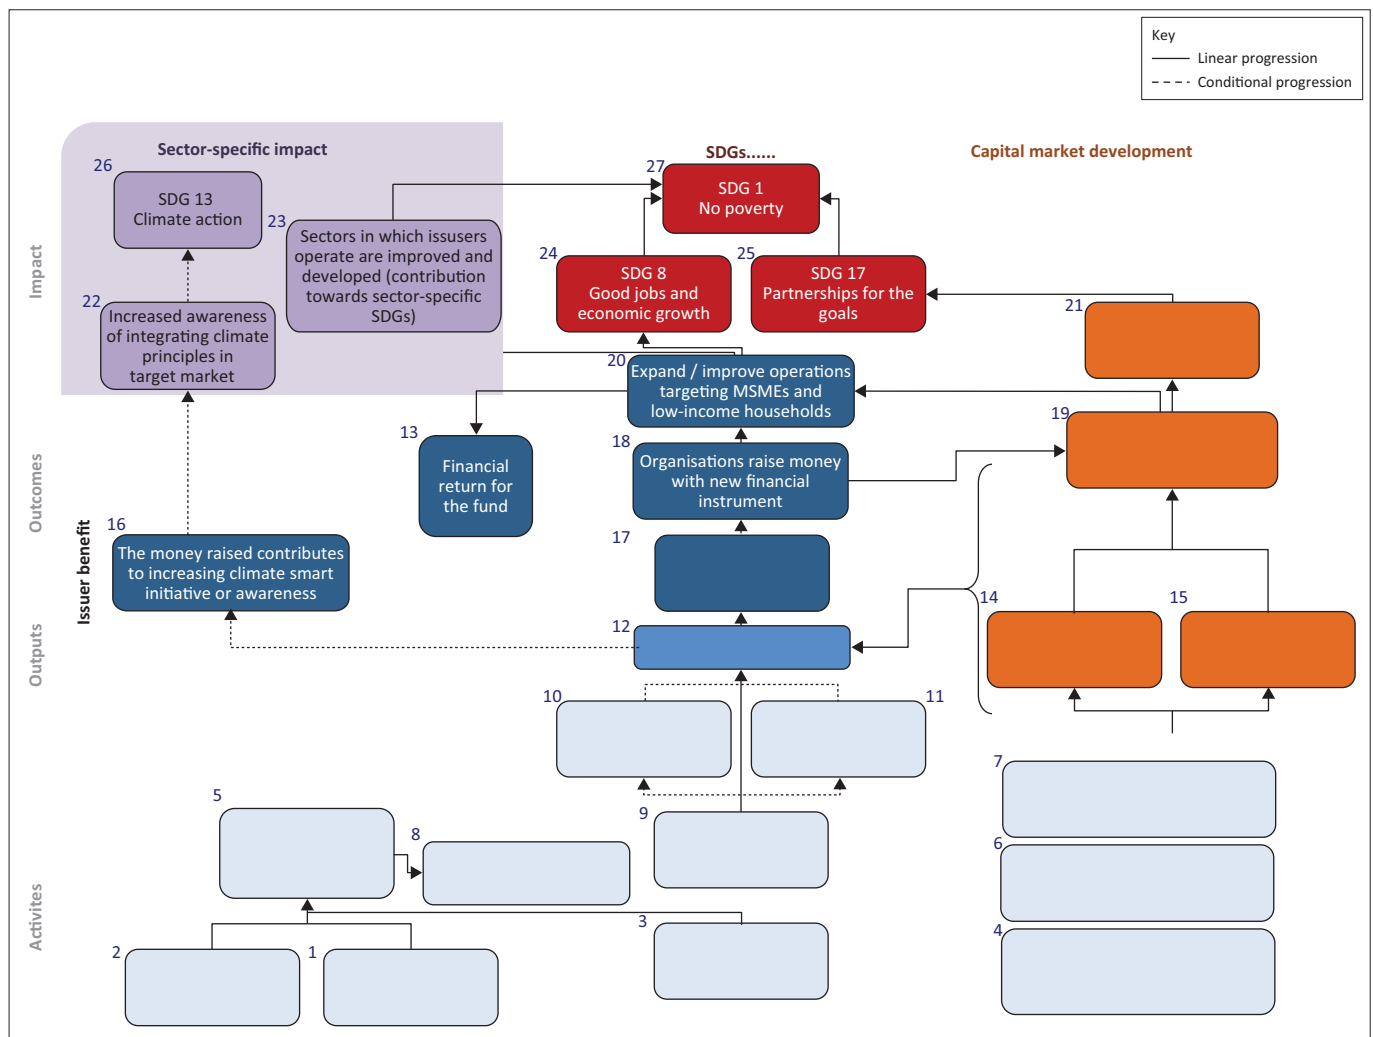 Key
Linear progression
Conditional progression
Sector-specific impact
SDGs......
Capital market development
26
SDG 13
Climate action
27
SDG 1
No poverty
23
Sectors in which issusers
operate are improved and
developed (contribution
towards sector-specific
SDGs)
24
SDG 8
Good jobs and
economic growth
25
SDG 17
Partnerships for the
goals
Impact
22
Increased awareness
of integrating climate
principles in
target market
21
20
Expand / improve operations
targeting MSMEs and
low-income households
19
13
Financial
return for
the fund
18
Organisations raise money
with new financial
instrument
Outcomes
Issuer benefit
16
The money raised contributes
to increasing climate smart
initiative or awareness
17
14
15
12
Outputs
10
11
7
5
9
8
6
Activites
3
4
2
1